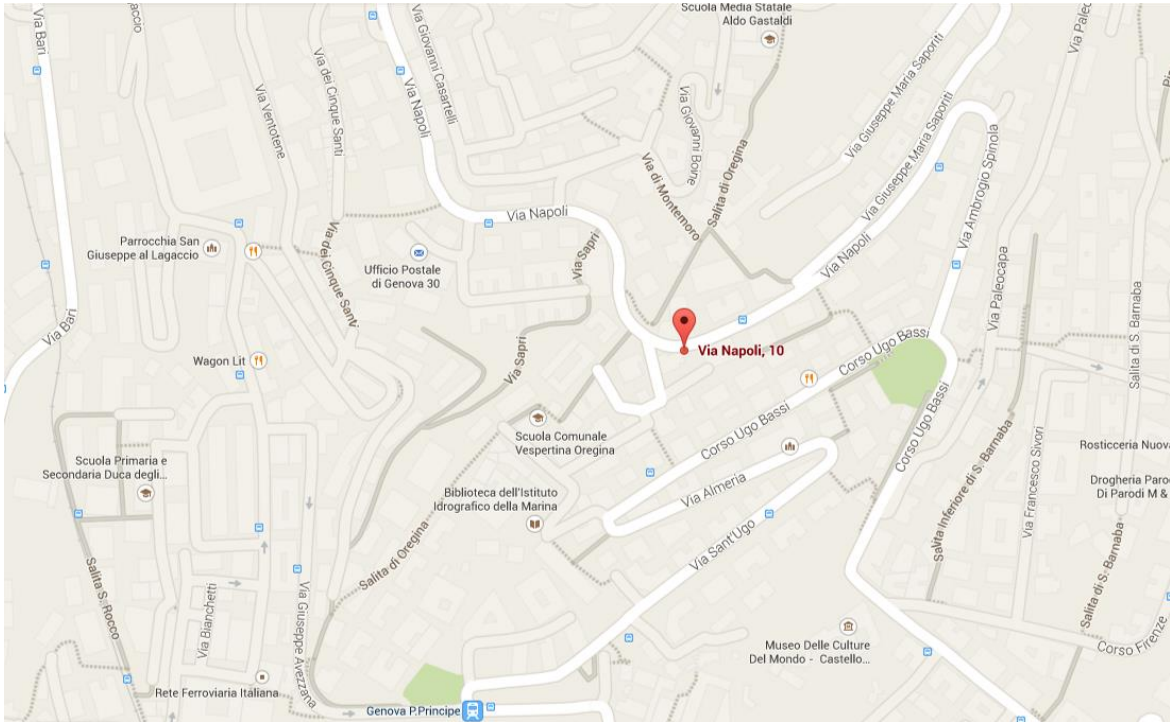 Scuola Media Statale
Aldo Gastaldi
accio
Via Bari
Via Ventotene
Via dei Cinque Santi
Via Napoli
Via Giovanni Casartelli
Via Giovanni Boine
Salita di Oregina
Via di Montemoro
Via Giuseppe Maria Saporiti
Via Giuseppe Maria Saporiti
Via Paleo
Via Napoli
Via Napoli
Via Ambrogio Spinola
Via Paleocapa
Parrocchia San
Giuseppe al Lagaccio
Ufficio Postale
di Genova 30
Via dei Cinque Santi
Via Sapri
Via Bari
Wagon Lit
Via Sapri
Via Napoli, 10
Corso Ugo Bassi
Salita di S. Barnaba
Scuola Comunale
Vespertina Oregina
Corso Ugo Bassi
Corso Ugo Bassi
Scuola Primaria e
Secondaria Duca degli...
Biblioteca dell'Istituto
Idrografico della Marina
Via Almeria
Via Sant'Ugo
Salita Inferiore di S. Barnaba
Via Francesco Sivori
Rosticceria Nuov
Drogheria Paro
Di Parodi M &
Salita di Oregina
Salita S. Rocco
Via Bianchetti
Via Giuseppe Avezzana
Salita di S. Barnaba
Museo Delle Culture
Del Mondo - Castello...
Corso Firenze
Rete Ferroviaria Italiana
Genova P.Principe